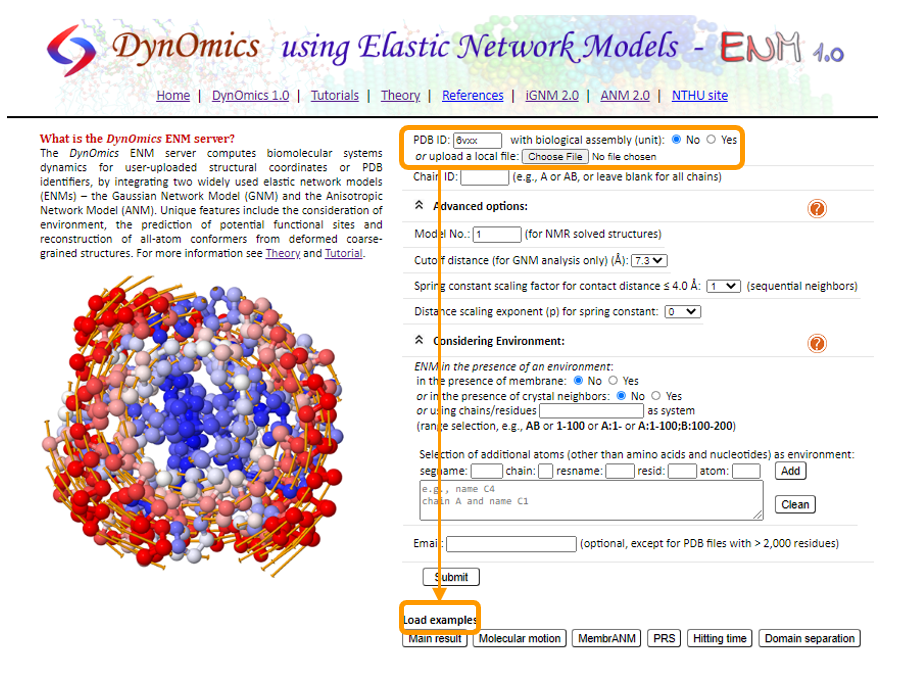 DynOmics using Elastic Network Models - ENM 1.0
Home | DynOmics 1.0 | Tutorials | Theory | References | iGNM 2.0 | ANM 2.0 | NTHU site
What is the DynOmics ENM server?
The DynOmics ENM server computes biomolecular systems
dynamics for user-uploaded structural coordinates or PDB
identifiers, by integrating two widely used elastic network models
(ENMs) – the Gaussian Network Model (GNM) and the Anisotropic
Network Model (ANM). Unique features include the consideration of
environment, the prediction of potential functional sites and
reconstruction of all-atom conformers from deformed coarse-
grained structures. For more information see Theory and Tutorial.
PDB ID: 6vxx with biological assembly (unit): No Yes
or upload a local file: Choose File No file chosen
Chain ID: (e.g., A or AB, or leave blank for all chains)
Advanced options: ?
Model No.: 1 (for NMR solved structures)
Cutoff distance (for GNM analysis only) (Å): 7.3
Spring constant scaling factor for contact distance ≤ 4.0 Å: 1 (sequential neighbors)
Distance scaling exponent (p) for spring constant: 0
Considering Environment: ?
ENM in the presence of an environment:
in the presence of membrane: No Yes
or in the presence of crystal neighbors: No Yes
or using chains/residues as system
(range selection, e.g., AB or 1-100 or A:1- or A:1-100;B:100-200)
Selection of additional atoms (other than amino acids and nucleotides) as environment:
segname: chain: resname: resid: atom: Add
e.g., name C4
chain A and name C1
Clean
Email: (optional, except for PDB files with > 2,000 residues)
Submit
Load examples
Main result Molecular motion MembrANM PRS Hitting time Domain separation